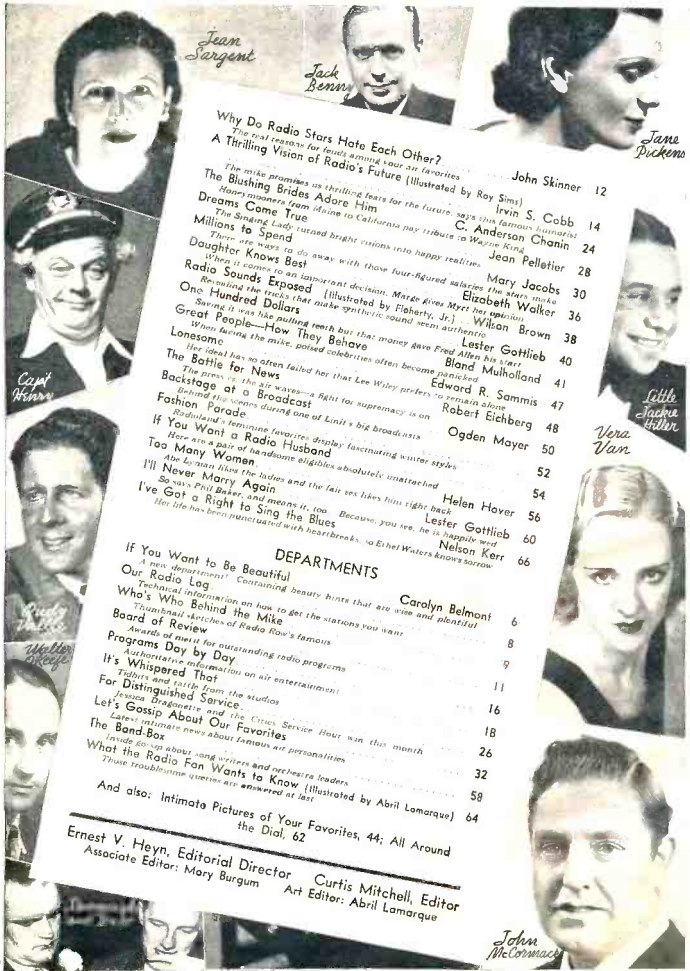 Jean
Sargent
Jack
Benny
Jane
Pickens
Why Do Radio Stars Hate Each Other? John Skinner 12
The real reasons for feuds among your air favorites
A Thrilling Vision of Radio's Future (Illustrated by Roy Sims) Irvin S. Cobb 14
The mike promises us thrilling feats for the future, says this famous humorist
The Blushing Brides Adore Him C. Anderson Chanin 24
Honeymooners from Maine to California pay tribute to Wayne King
Dreams Come True Jean Pelletier 28
The Singing Lady turned bright visions into happy realities
Millions to Spend Mary Jacobs 30
There are ways to do away with those four-figured salaries the stars make
Daughter Knows Best Elizabeth Walker 36
When it comes to an important decision, Marge gives Myrt her opinion
Radio Sounds Exposed (Illustrated by Floherty, Jr.) Wilson Brown 38
Revealing the tricks that make synthetic sound seem authentic
One Hundred Dollars Lester Gottlieb 40
Saving it was like pulling teeth but that money gave Fred Allen his start
Great People—How They Behave Bland Mulholland 41
When facing the mike, poised celebrities often become panicked
Lonesome Edward R. Sammis 47
Her ideal has so often failed her that Lee Wiley prefers to remain alone
The Battle for News Robert Eichberg 48
The press vs. the air waves—a fight for supremacy is on
Backstage at a Broadcast Ogden Mayer 50
Behind the scenes during one of Linit's big broadcasts
Fashion Parade 52
Radioland's feminine favorites display fascinating winter styles
If You Want a Radio Husband 54
Here are a pair of handsome eligibles absolutely unattached
Too Many Women Helen Hover 56
Abe Lyman likes the ladies and the fair sex likes him right back
I'll Never Marry Again Lester Gottlieb 60
So says Phil Baker, and means it, too. Because, you see, he is happily wed
I've Got a Right to Sing the Blues Nelson Kerr 66
Her life has been punctuated with heartbreaks, so Ethel Waters knows sorrow
DEPARTMENTS
If You Want to Be Beautiful Carolyn Belmont 6
A new department! Containing beauty hints that are wise and plentiful
Our Radio Log 8
Technical information on how to get the stations you want
Who's Who Behind the Mike 9
Thumbnail sketches of Radio Row's famous
Board of Review 11
Awards of merit for outstanding radio programs
Programs Day by Day 16
Authoritative information on air entertainment
It's Whispered That 18
Tidbits and tattle from the studios
For Distinguished Service 26
Jessica Dragonette and the Cities Service Hour win this month
Let's Gossip About Our Favorites 32
Latest intimate news about famous air personalities
The Band-Box 58
Inside gossip about song writers and orchestra leaders
What the Radio Fan Wants to Know (Illustrated by Abril Lamarque) 64
Those troublesome queries are answered at last
And also: Intimate Pictures of Your Favorites, 44; All Around
the Dial, 62
Ernest V. Heyn, Editorial Director Curtis Mitchell, Editor
Associate Editor: Mary Burgum Art Editor: Abril Lamarque
Cap't
Henry
Little
Jackie
Hiller
Vera
Van
Rudy
Vallee
Walter
O'Keefe
John
McCormack